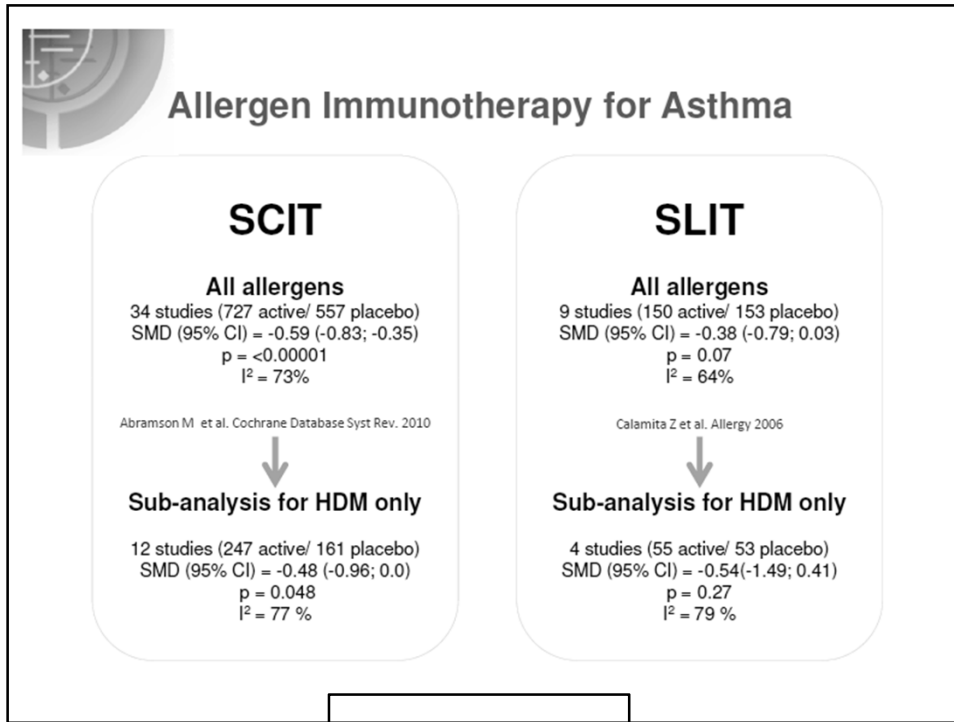 Allergen Immunotherapy for Asthma
SCIT
All allergens
34 studies (727 active/ 557 placebo)
SMD (95% CI) = -0.59 (-0.83; -0.35)
p = <0.00001
I² = 73%
Abramson M et al. Cochrane Database Syst Rev. 2010
Sub-analysis for HDM only
12 studies (247 active/ 161 placebo)
SMD (95% CI) = -0.48 (-0.96; 0.0)
p = 0.048
I² = 77 %
SLIT
All allergens
9 studies (150 active/ 153 placebo)
SMD (95% CI) = -0.38 (-0.79; 0.03)
p = 0.07
I² = 64%
Calamita Z et al. Allergy 2006
Sub-analysis for HDM only
4 studies (55 active/ 53 placebo)
SMD (95% CI) = -0.54(-1.49; 0.41)
p = 0.27
I² = 79 %